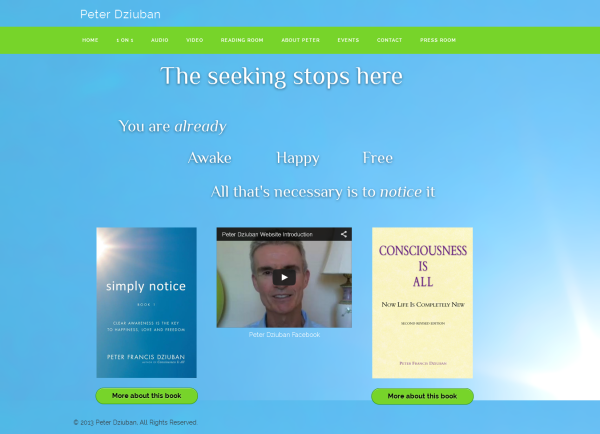 Peter Dziuban
HOME 1 ON 1 AUDIO VIDEO READING ROOM ABOUT PETER EVENTS CONTACT PRESS ROOM
The seeking stops here
You are already
Awake Happy Free
All that's necessary is to notice it
simply notice
BOOK 1
CLEAR AWARENESS IS THE KEY
TO HAPPINESS, LOVE AND FREEDOM
PETER FRANCIS DZIUBAN
More about this book
Peter Dziuban Website Introduction
Peter Dziuban Facebook
CONSCIOUSNESS
IS
ALL
NOW LIFE IS COMPLETELY NEW
SECOND REVISED EDITION
PETER FRANCIS DZIUBAN
More about this book
© 2013 Peter Dziuban. All Rights Reserved.